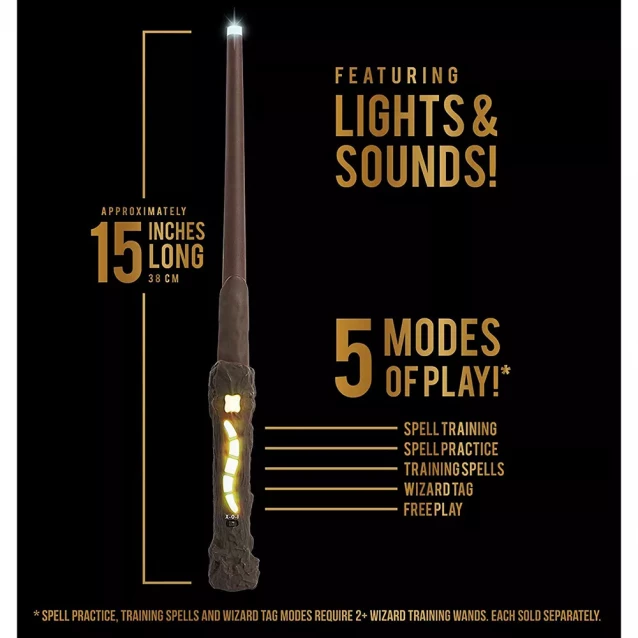 FEATURING
LIGHTS &
SOUNDS!
APPROXIMATELY
15 INCHES
LONG
38 CM
5 MODES
OF PLAY!*
SPELL TRAINING
SPELL PRACTICE
TRAINING SPELLS
WIZARD TAG
FREE PLAY
* SPELL PRACTICE, TRAINING SPELLS AND WIZARD TAG MODES REQUIRE 2+ WIZARD TRAINING WANDS. EACH SOLD SEPARATELY.